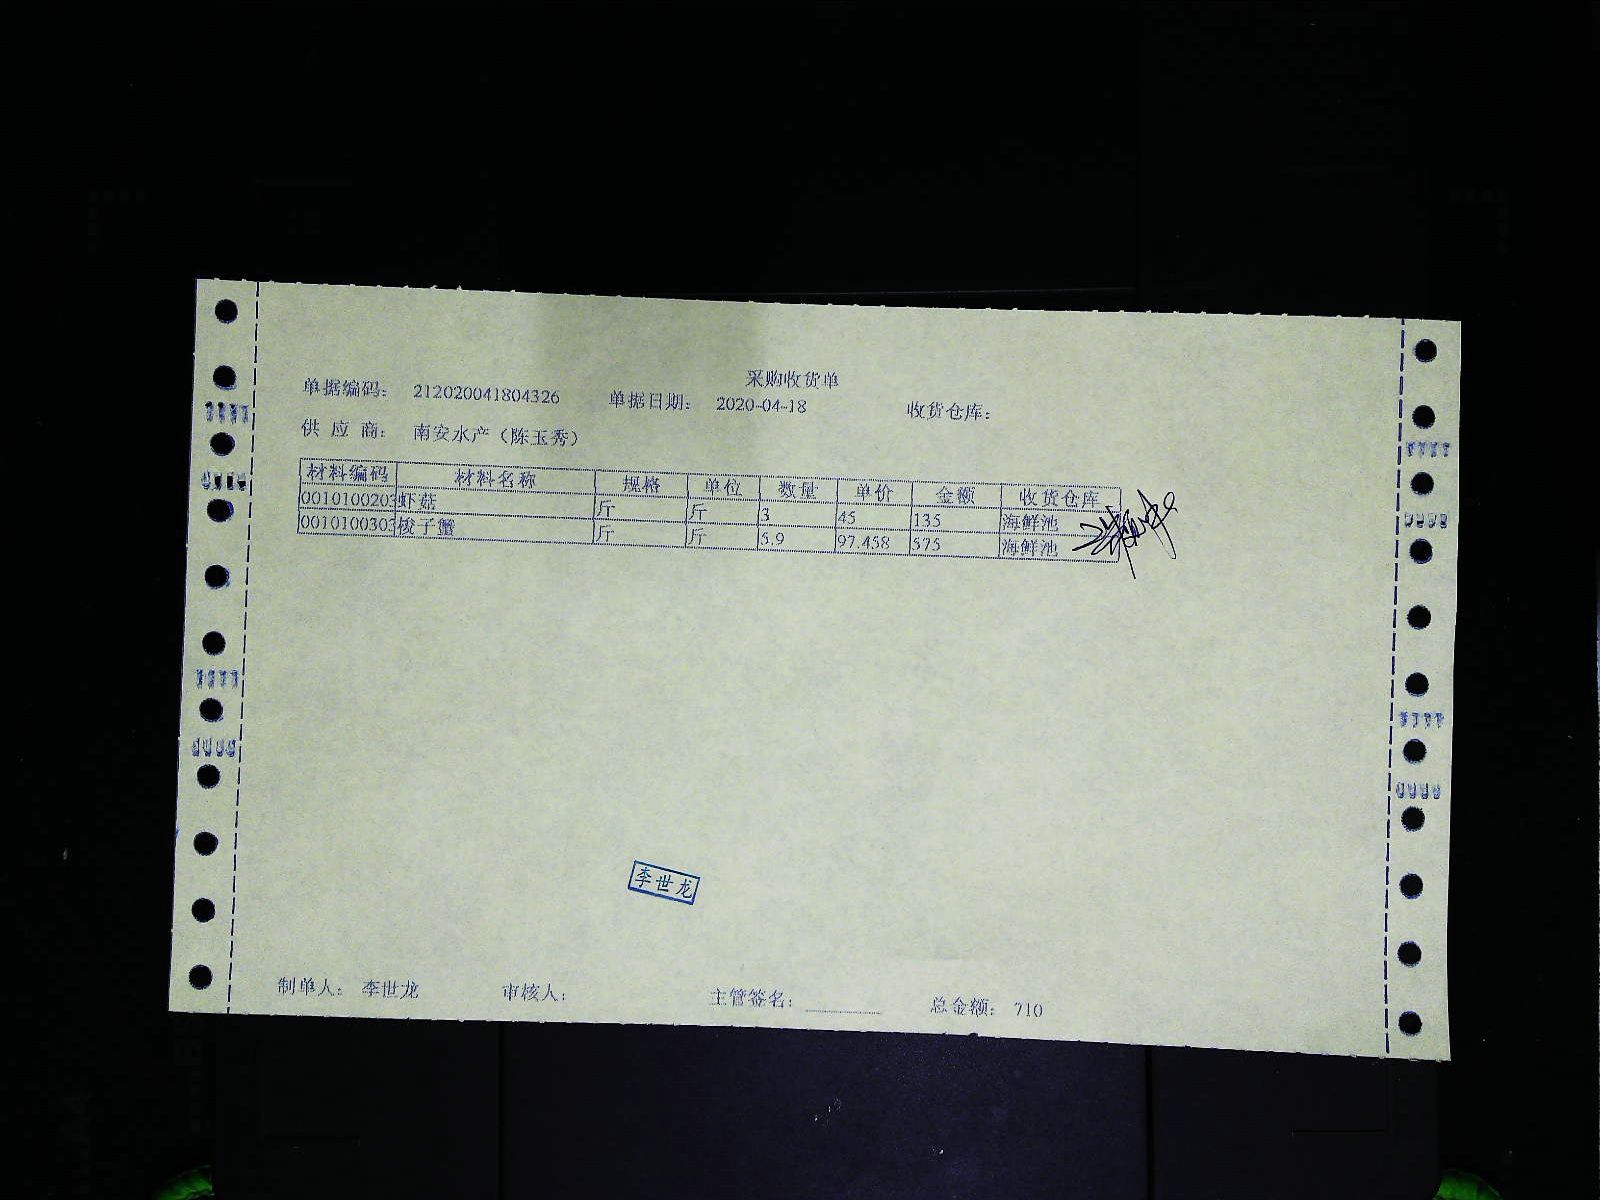 采购收货单
单据编码: 212020041804326 单据日期: 2020-04-18 收货仓库:
供 应 商: 南安水产（陈玉秀）
材料编码 材料名称 规格 单位 数量 单价 金额 收货仓库
0010100203 虾菇 斤 斤 3 45 135 海鲜池
0010100303 梭子蟹 斤 斤 5.9 97.458 575 海鲜池
李世龙
制单人: 李世龙 审核人: 主管签名: 总金额: 710